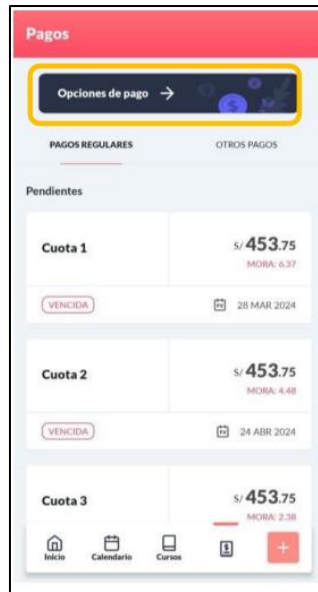 Pagos
Opciones de pago →
PAGOS REGULARES OTROS PAGOS
Pendientes
Cuota 1 S/ 453.75
MORA: 6.37
VENCIDA 28 MAR 2024
Cuota 2 S/ 453.75
MORA: 4.48
VENCIDA 24 ABR 2024
Cuota 3 S/ 453.75
MORA: 2.38
Inicio Calendario Cursos +